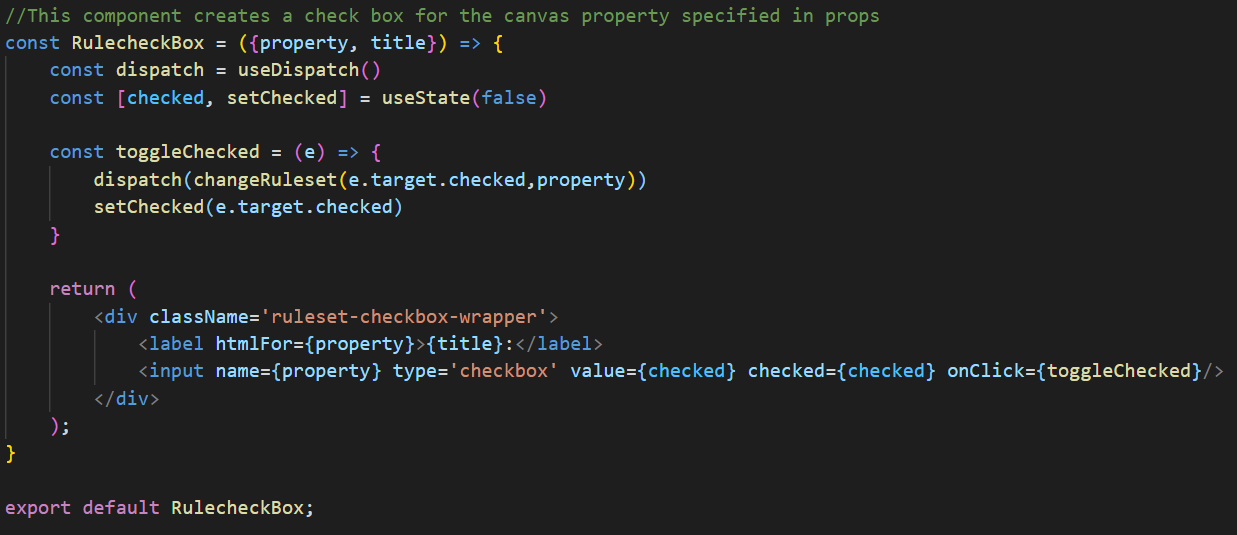 //This component creates a check box for the canvas property specified in props
const RulecheckBox = ({property, title}) => {
    const dispatch = useDispatch()
    const [checked, setChecked] = useState(false)

    const toggleChecked = (e) => {
        dispatch(changeRuleset(e.target.checked,property))
        setChecked(e.target.checked)
    }

    return (
        <div className='ruleset-checkbox-wrapper'>
            <label htmlFor={property}>{title}:</label>
            <input name={property} type='checkbox' value={checked} checked={checked} onClick={toggleChecked}/>
        </div>
    );
}

export default RulecheckBox;